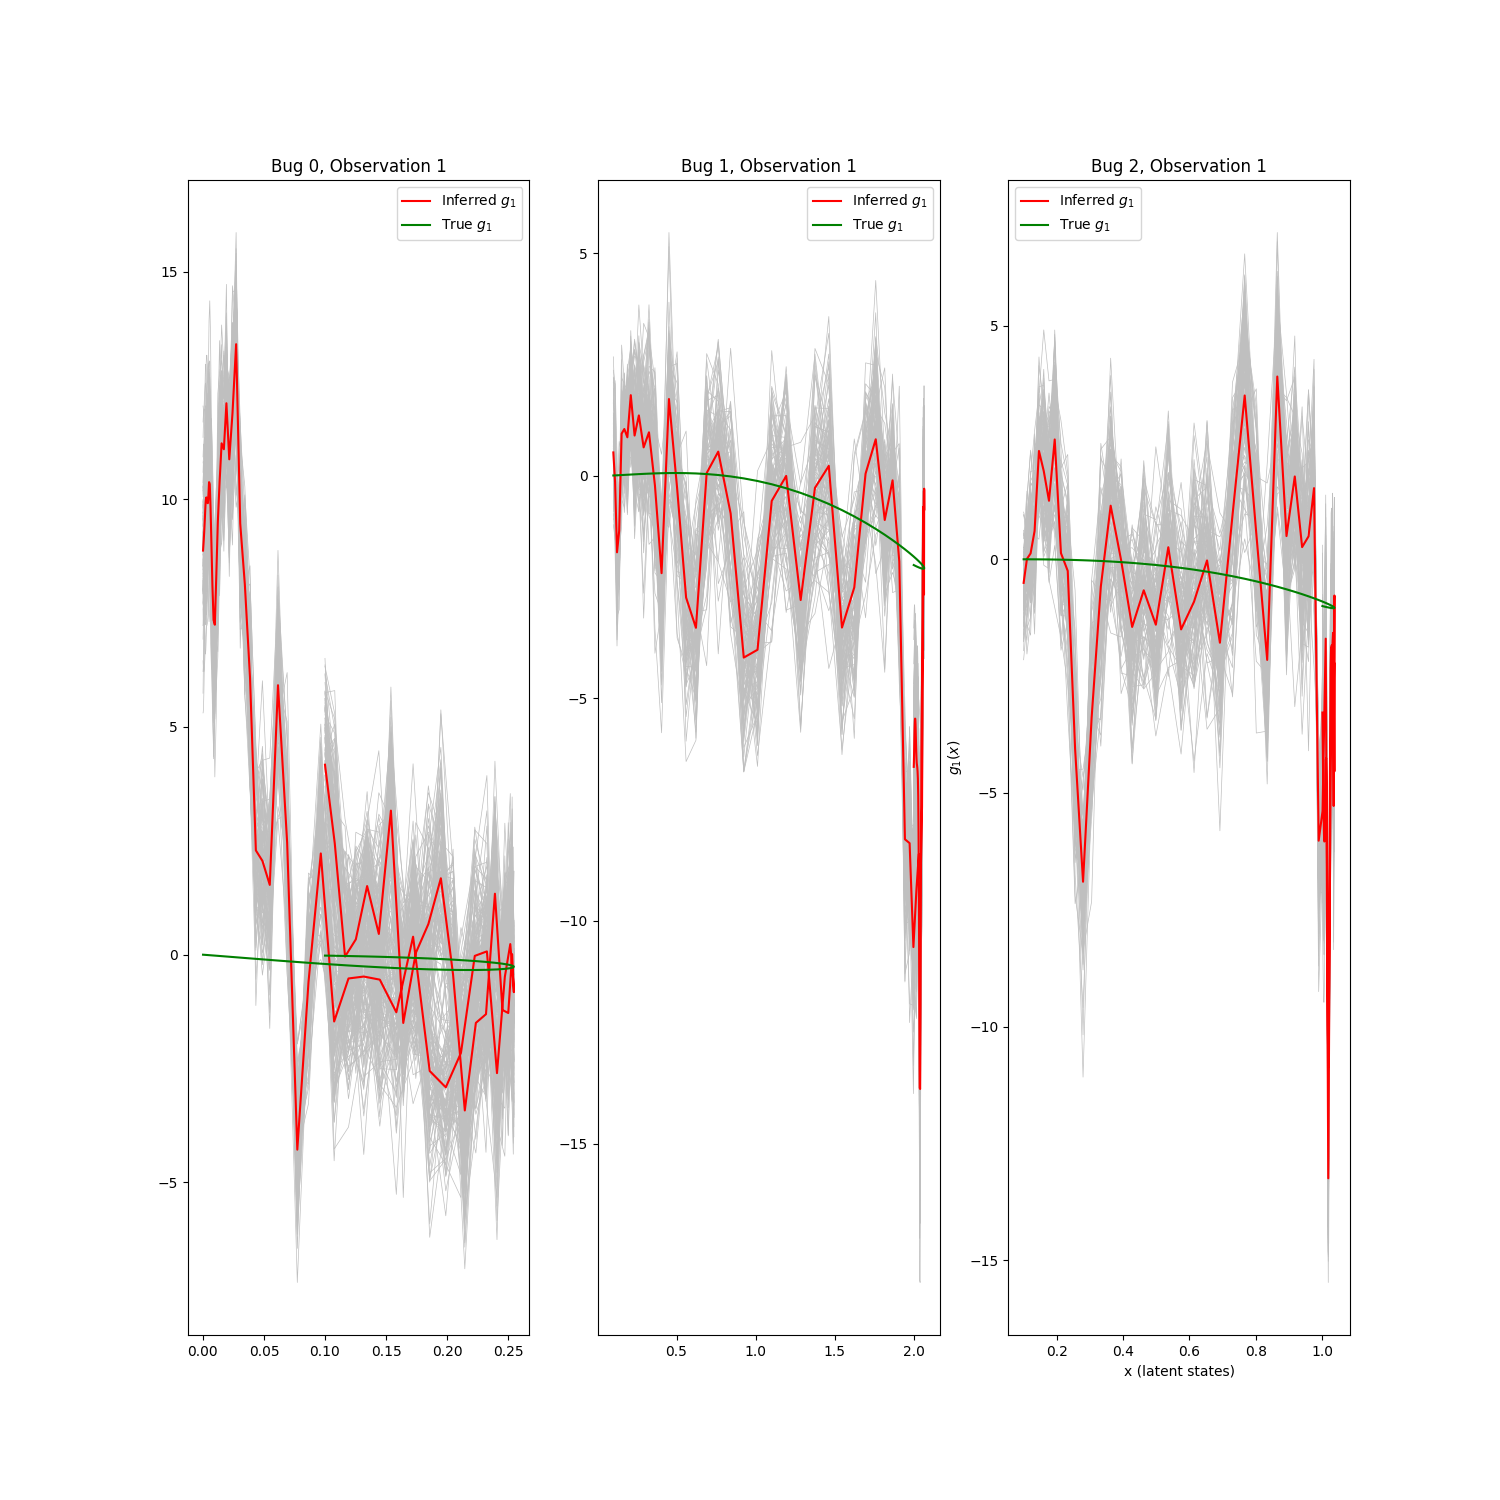 Bug 0, Observation 1
Inferred g₁
True g₁
15
10
5
0
−5
0.00 0.05 0.10 0.15 0.20 0.25
Bug 1, Observation 1
Inferred g₁
True g₁
5
0
−5
−10
−15
0.5 1.0 1.5 2.0
Bug 2, Observation 1
Inferred g₁
True g₁
g₁(x)
5
0
−5
−10
−15
0.2 0.4 0.6 0.8 1.0
x (latent states)